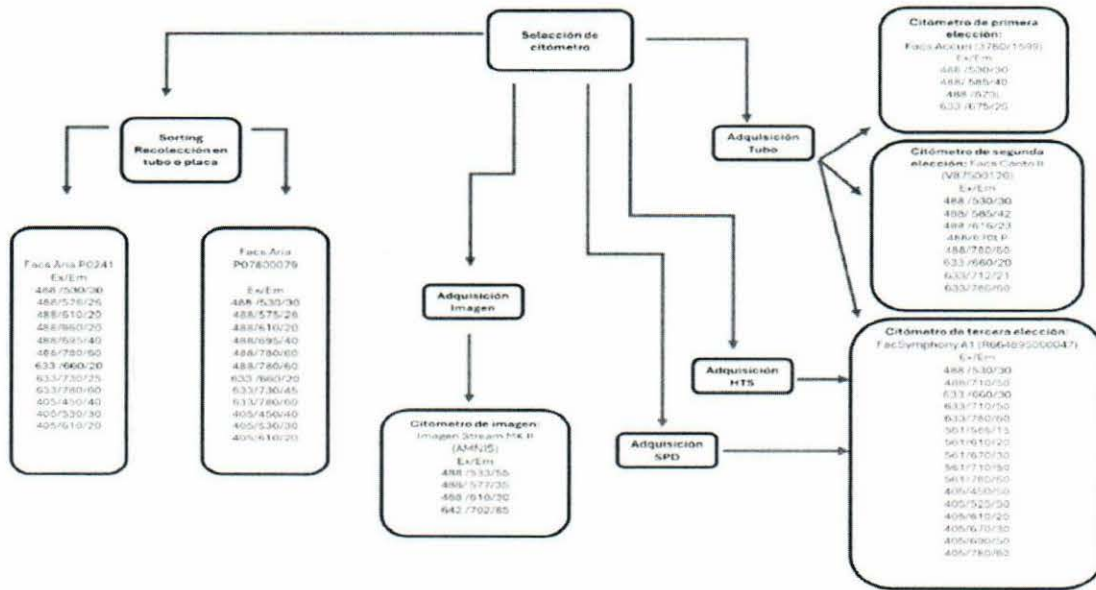 Selección de
citómetro
Sorting
Recolección en
tubo o placa
Facs Aria P0241
Ex/Em
488/530/30
488/610/20
488/660/20
488/695/40
488/780/60
633/660/20
633/730/25
633/780/60
405/450/40
405/530/30
405/610/20
Facs Aria
P07800079
Ex/Em
488/530/30
488/575/26
488/610/20
488/695/40
488/780/60
488/780/60
633/660/20
633/730/45
633/780/60
405/450/40
405/530/30
405/610/20
Adquisición
Imagen
Citómetro de imagen:
Imagen Stream MK II
(AMNIS)
Ex/Em
488/533/55
488/577/35
488/610/30
642/702/85
Adquisición
Tubo
Adquisición
HTS
Adquisición
SPD
Citómetro de primera
elección:
Facs Accuri (3760/1599)
Ex/Em
488/530/30
488/585/40
633/675/25
Citómetro de segunda
elección: Facs Canto II
(V87500120)
Ex/Em
488/530/30
488/585/42
488/616/23
488/670LP
488/780/60
633/660/20
633/712/21
633/780/60
Citómetro de tercera elección:
FacSymphony A1
Ex/Em
488/530/30
488/710/50
633/660/30
633/710/50
633/780/60
561/586/15
561/610/20
561/670/30
561/710/50
561/780/60
405/450/50
405/525/50
405/610/20
405/670/30
405/780/60